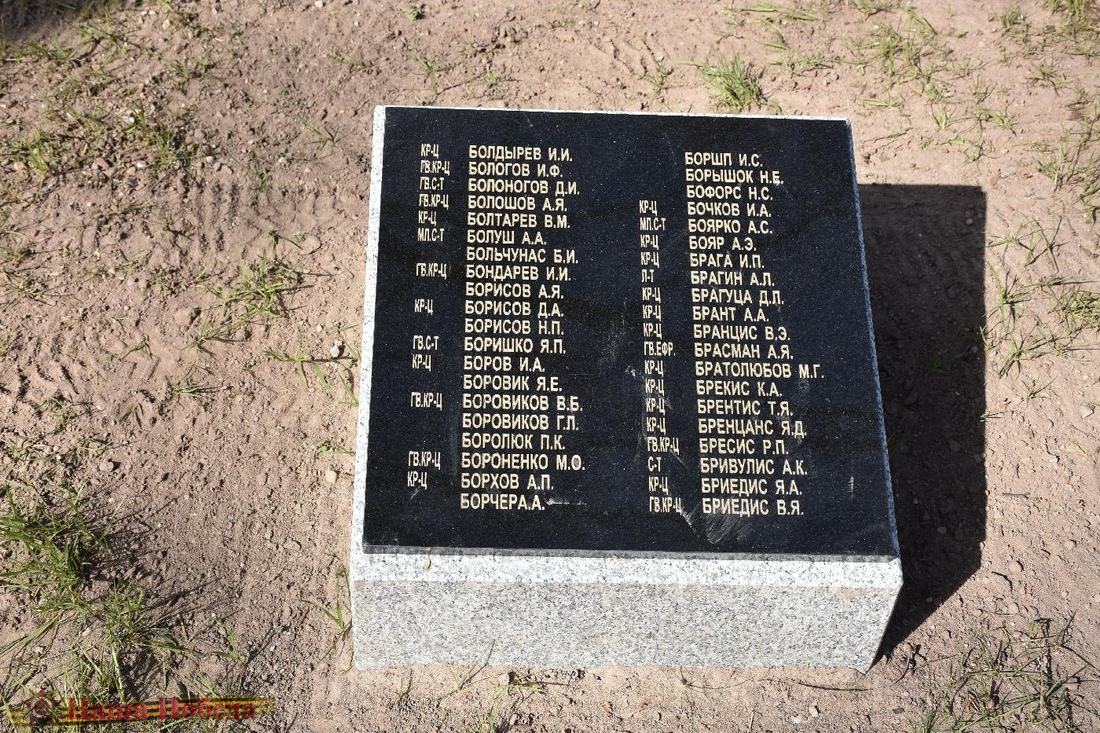 КР-Ц БОЛДЫРЕВ И.И.
ГВ.КР-Ц БОЛОГОВ И.Ф.
ГВ.С-Т БОЛОНОГОВ Д.И.
ГВ.КР-Ц БОЛОШОВ А.Я.
КР-Ц БОЛТАРЕВ В.М.
МЛ.С-Т БОЛУШ А.А.
БОЛЬЧУНАС Б.И.
ГВ.КР-Ц БОНДАРЕВ И.И.
БОРИСОВ А.Я.
КР-Ц БОРИСОВ Д.А.
БОРИСОВ Н.П.
ГВ.С-Т БОРИШКО Я.П.
КР-Ц БОРОВ И.А.
БОРОВИК Я.Е.
ГВ.КР-Ц БОРОВИКОВ В.Б.
БОРОВИКОВ Г.П.
БОРОЛЮК П.К.
ГВ.КР-Ц БОРОНЕНКО М.О.
КР-Ц БОРХОВ А.П.
БОРЧЕРА.А.
БОРШП И.С.
БОРЫШОК Н.Е.
БОФОРС Н.С.
КР-Ц БОЧКОВ И.А.
МЛ.С-Т БОЯРКО А.С.
КР-Ц БОЯР А.Э.
КР-Ц БРАГА И.П.
Л-Т БРАГИН А.Л.
КР-Ц БРАГУЦА Д.Л.
КР-Ц БРАНТ А.А.
КР-Ц БРАНЦИС В.Э.
ГВ.ЕФР. БРАСМАН А.Я.
КР-Ц БРАТОЛЮБОВ М.Г.
КР-Ц БРЕКИС К.А.
КР-Ц БРЕНТИС Т.Я.
КР-Ц БРЕНЦАНС Я.Д.
ГВ.КР-Ц БРЕСИС Р.П.
С-Т БРИВУЛИС А.К.
КР-Ц БРИЕДИС Я.А.
ГВ.КР-Ц БРИЕДИС В.Я.
Наша Победа